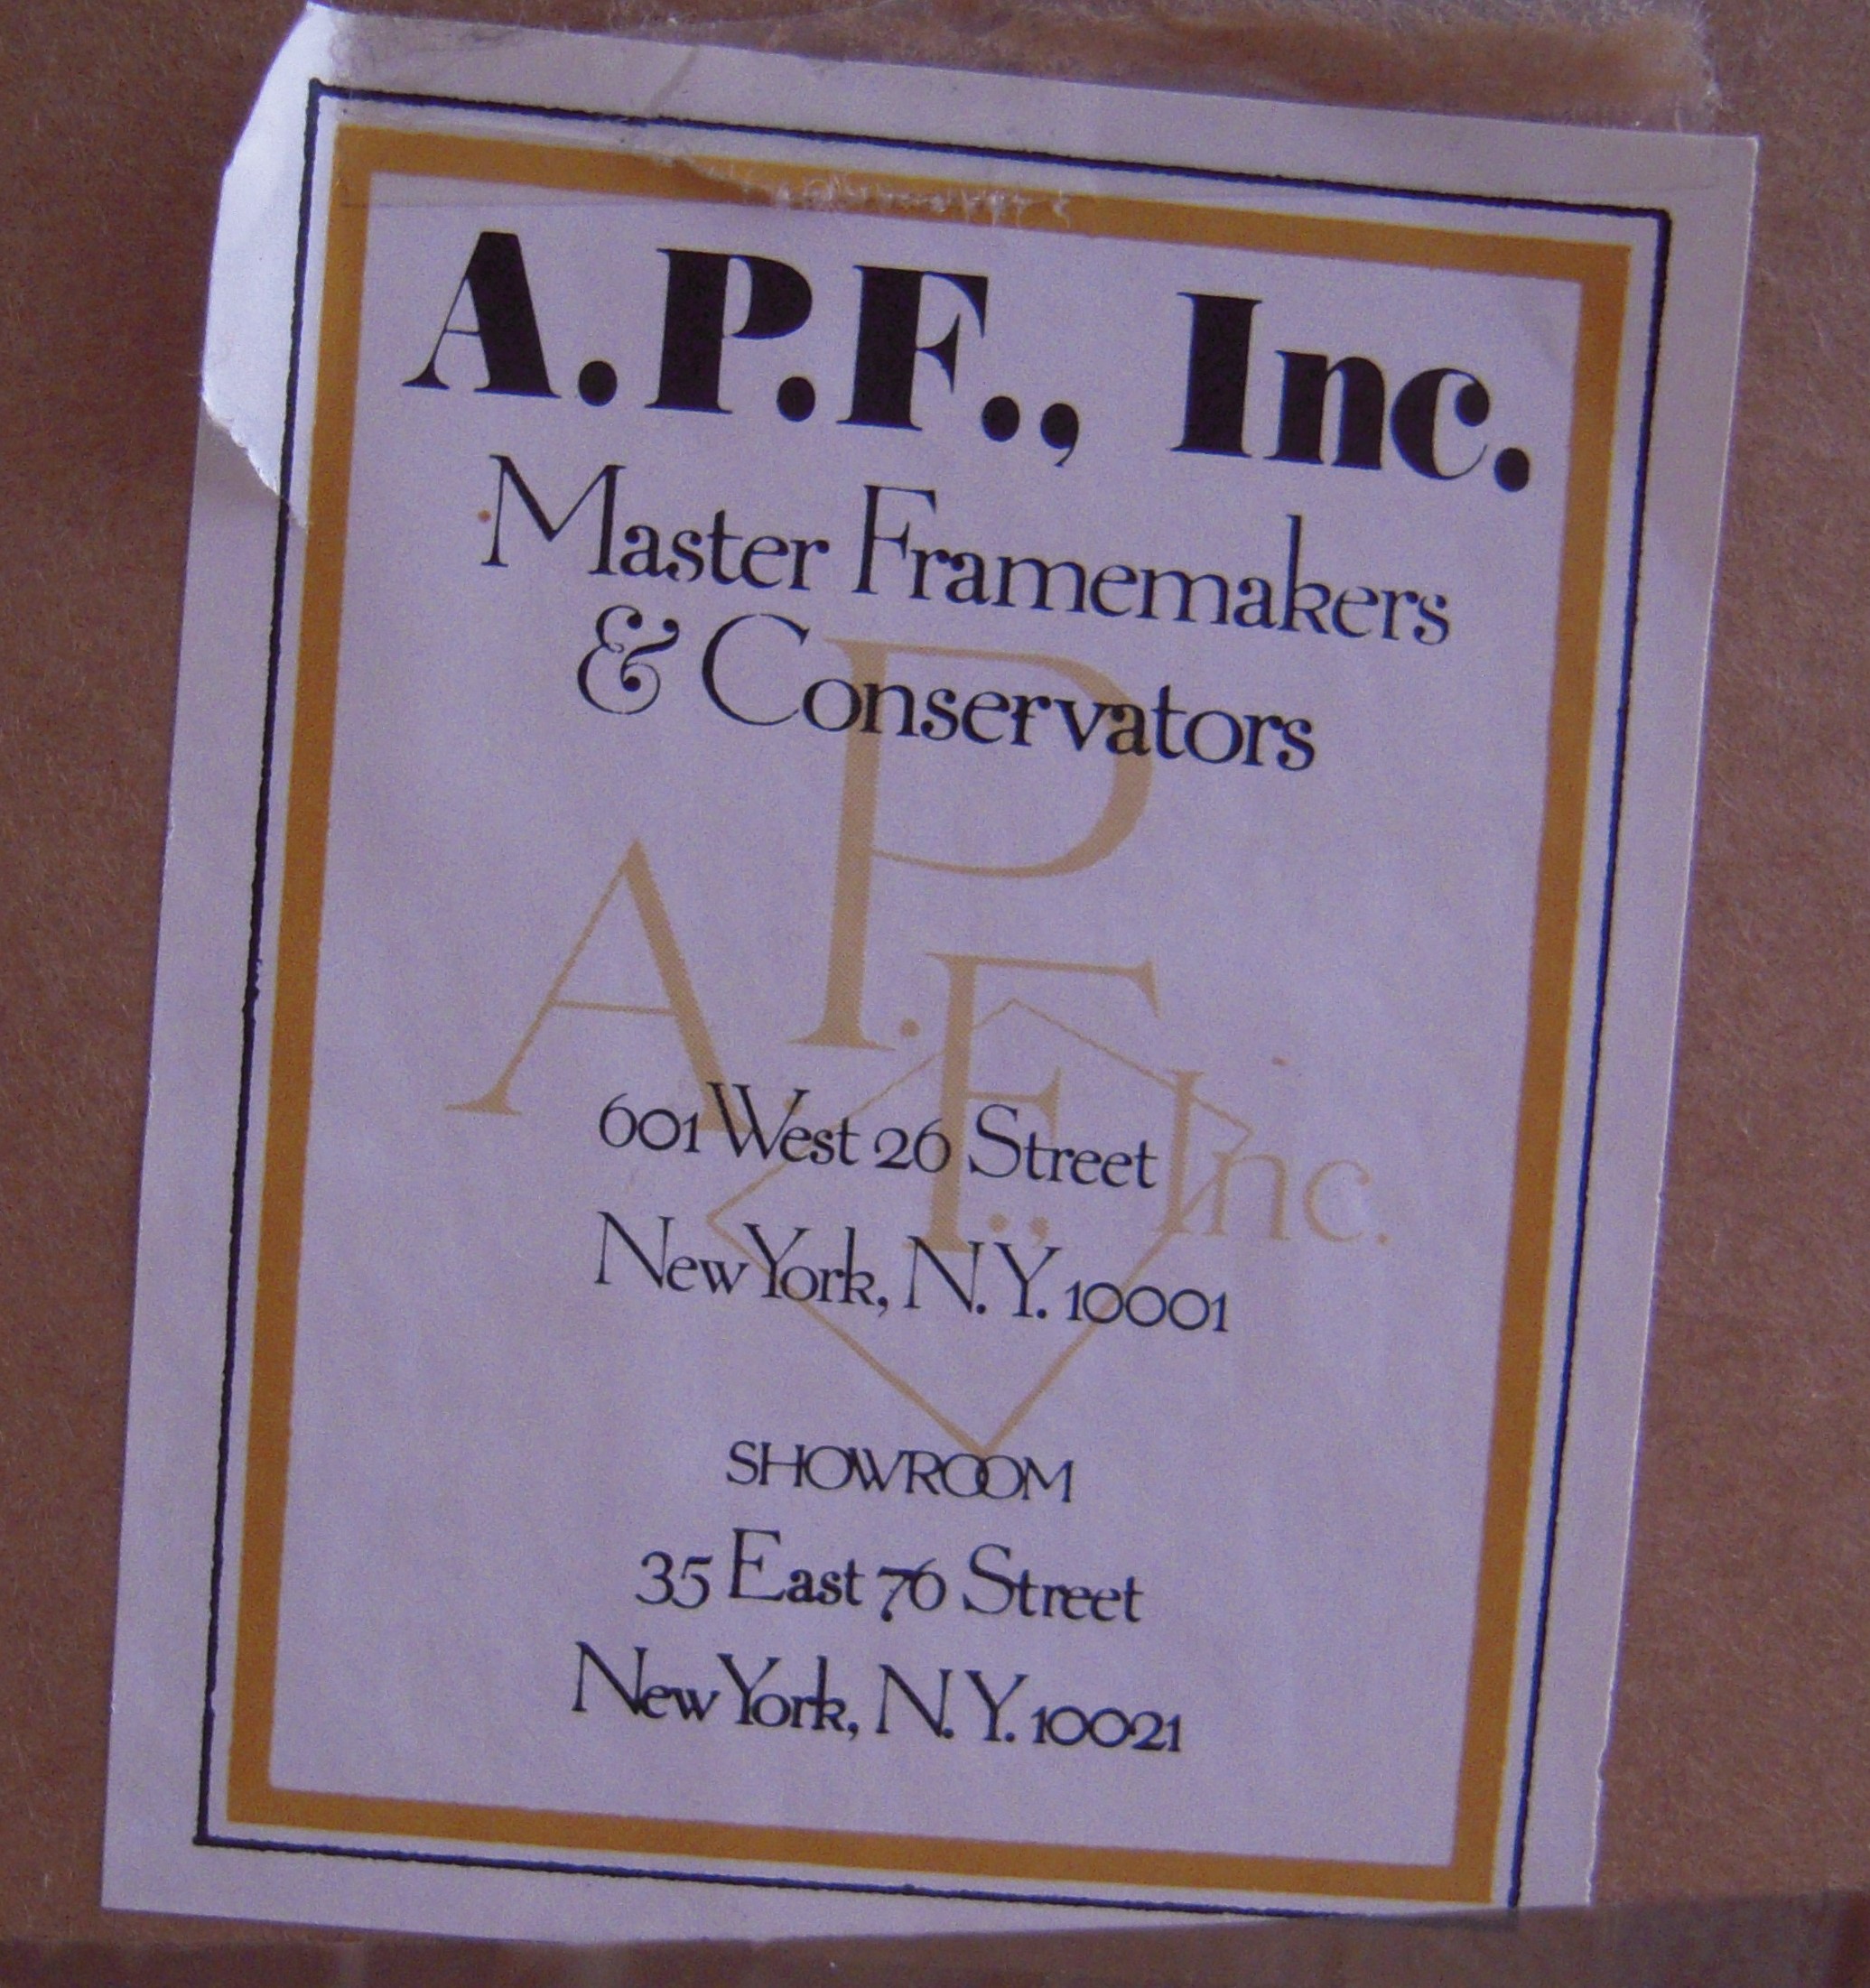 A.P.F., Inc.
Master Framemakers
& Conservators
A.P.F., Inc.
601 West 26 Street
New York, N.Y. 10001
SHOWROOM
35 East 76 Street
New York, N.Y. 10021